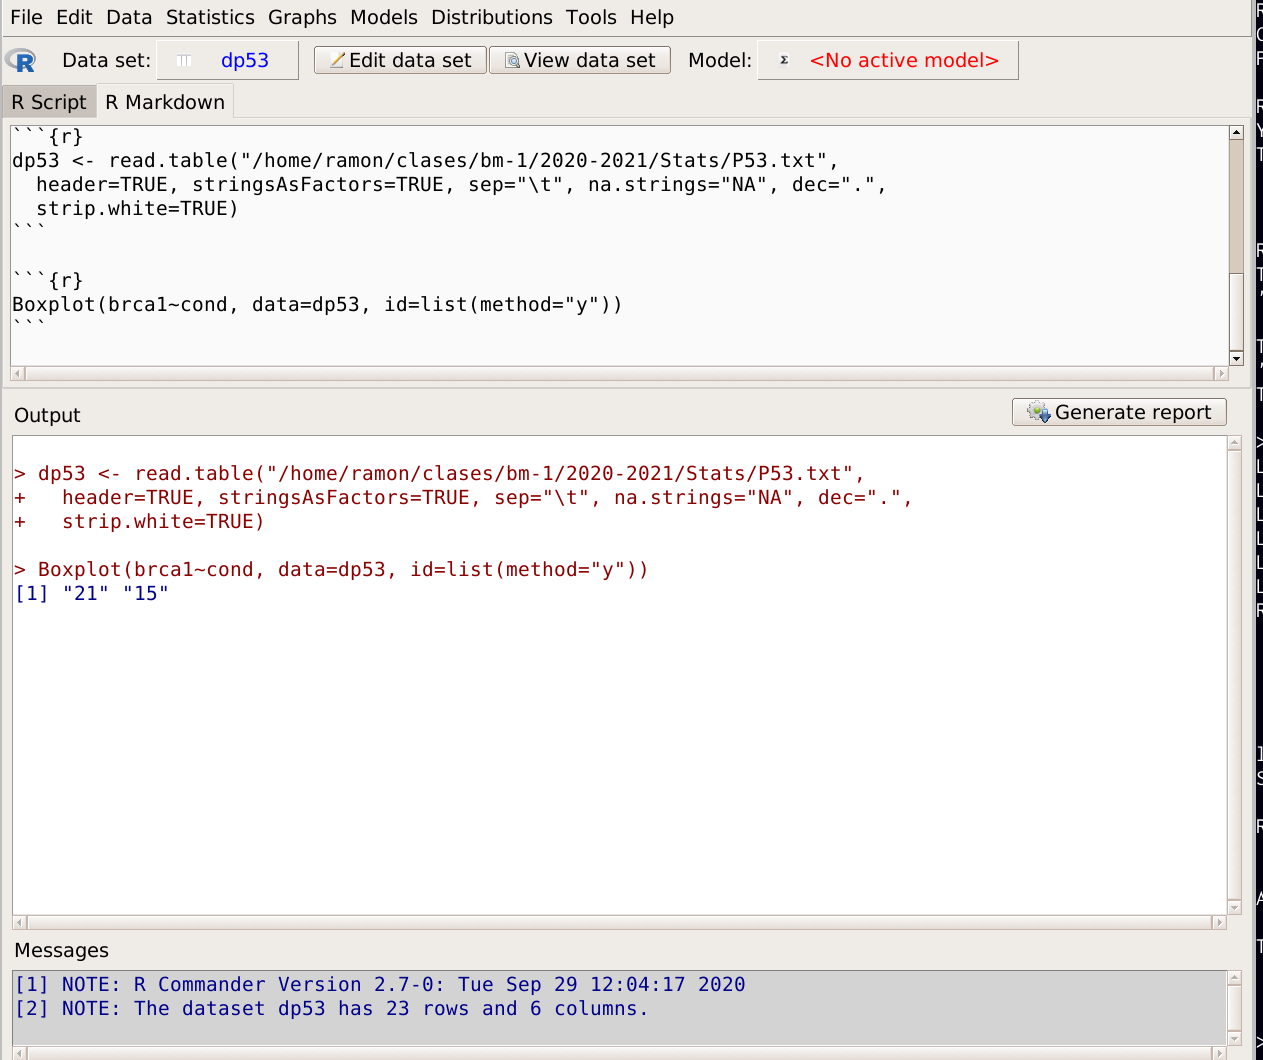 File Edit Data Statistics Graphs Models Distributions Tools Help
R Data set: dp53 Edit data set View data set Model: Σ <No active model>
R Script R Markdown
```{r}
dp53 <- read.table("/home/ramon/clases/bm-1/2020-2021/Stats/P53.txt",
  header=TRUE, stringsAsFactors=TRUE, sep="\t", na.strings="NA", dec=".",
  strip.white=TRUE)
```
```{r}
Boxplot(brca1~cond, data=dp53, id=list(method="y"))
```
Output Generate report
> dp53 <- read.table("/home/ramon/clases/bm-1/2020-2021/Stats/P53.txt",
+   header=TRUE, stringsAsFactors=TRUE, sep="\t", na.strings="NA", dec=".",
+   strip.white=TRUE)
> Boxplot(brca1~cond, data=dp53, id=list(method="y"))
[1] "21" "15"
Messages
[1] NOTE: R Commander Version 2.7-0: Tue Sep 29 12:04:17 2020
[2] NOTE: The dataset dp53 has 23 rows and 6 columns.